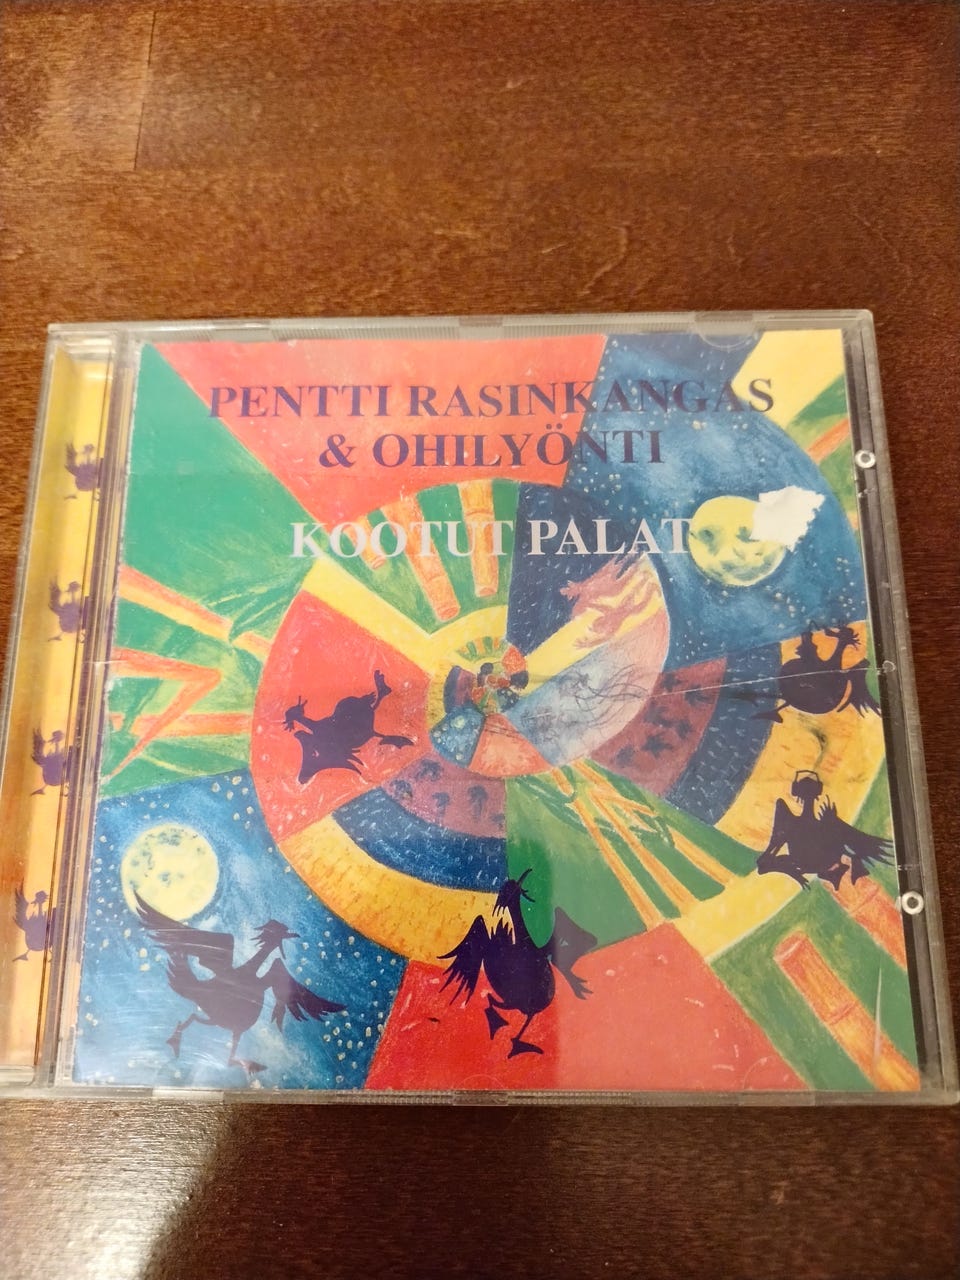 PENTTI RASINKANGAS
& OHILYÖNTI
KOOTUT PALAT